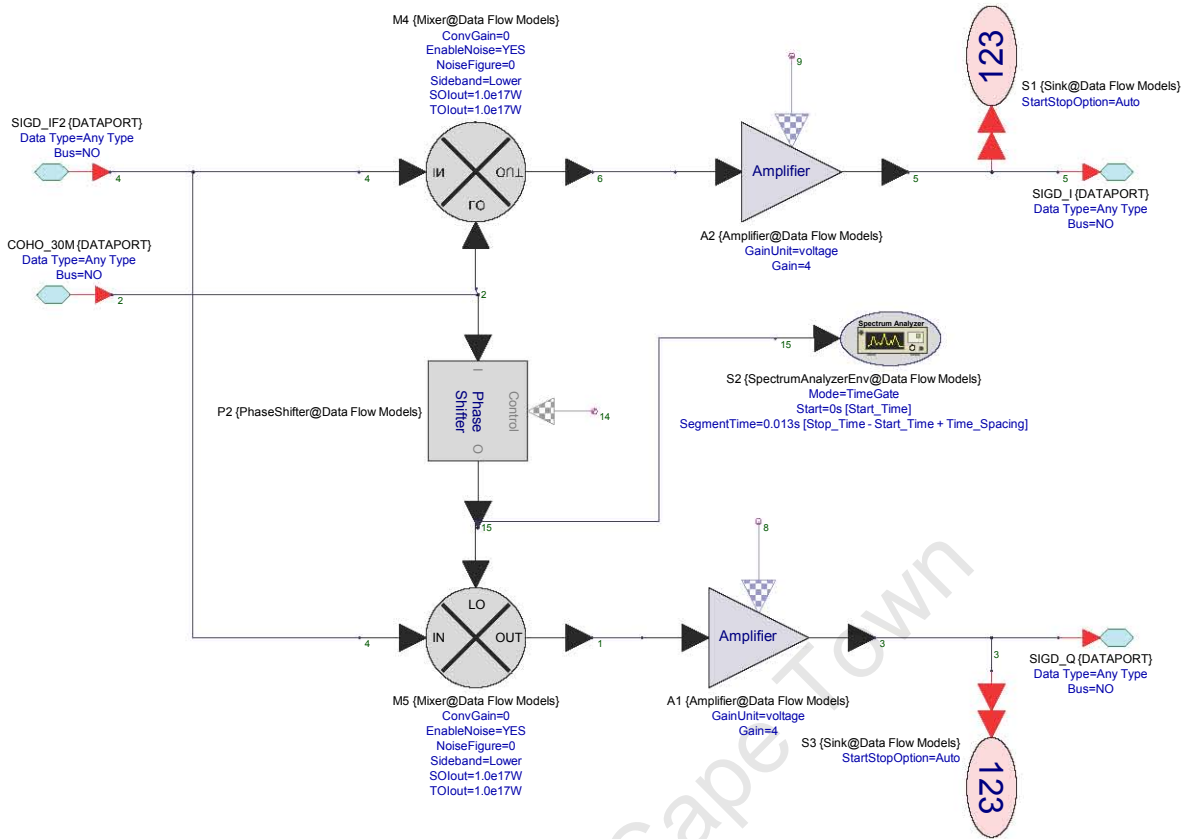 M4 {Mixer@Data Flow Models}
ConvGain=0
EnableNoise=YES
NoiseFigure=0
Sideband=Lower
SOIout=1.0e17W
TOIout=1.0e17W
123
S1 {Sink@Data Flow Models}
StartStopOption=Auto
9
SIGD_IF2 {DATAPORT}
Data Type=Any Type
Bus=NO
4
4
IN
OUT
LO
6
Amplifier
5
5
SIGD_I {DATAPORT}
Data Type=Any Type
Bus=NO
A2 {Amplifier@Data Flow Models}
GainUnit=voltage
Gain=4
COHO_30M {DATAPORT}
Data Type=Any Type
Bus=NO
2
2
Spectrum Analyzer
15
S2 {SpectrumAnalyzerEnv@Data Flow Models}
Mode=TimeGate
Start=0s [Start_Time]
SegmentTime=0.013s [Stop_Time - Start_Time + Time_Spacing]
P2 {PhaseShifter@Data Flow Models}
I
Phase
Shifter
O
Control
14
15
8
4
LO
IN
OUT
1
Amplifier
3
3
SIGD_Q {DATAPORT}
Data Type=Any Type
Bus=NO
M5 {Mixer@Data Flow Models}
ConvGain=0
EnableNoise=YES
NoiseFigure=0
Sideband=Lower
SOIout=1.0e17W
TOIout=1.0e17W
A1 {Amplifier@Data Flow Models}
GainUnit=voltage
Gain=4
S3 {Sink@Data Flow Models}
StartStopOption=Auto
123
Cape Town